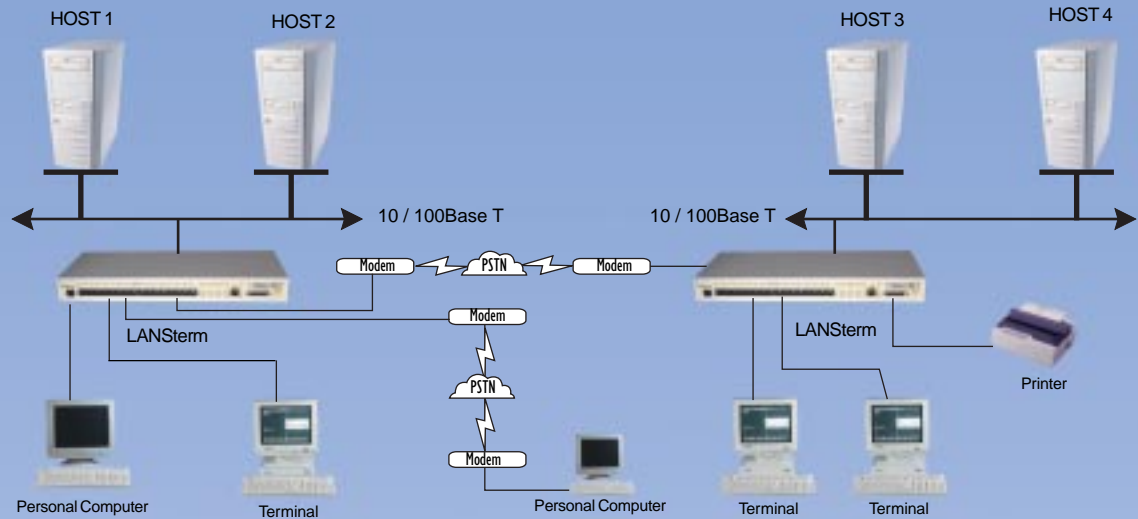 HOST 1
HOST 2
HOST 3
HOST 4
10 / 100Base T
10 / 100Base T
Modem
PSTN
Modem
LANSterm
Modem
LANSterm
PSTN
Printer
Modem
Personal Computer
Terminal
Personal Computer
Terminal
Terminal